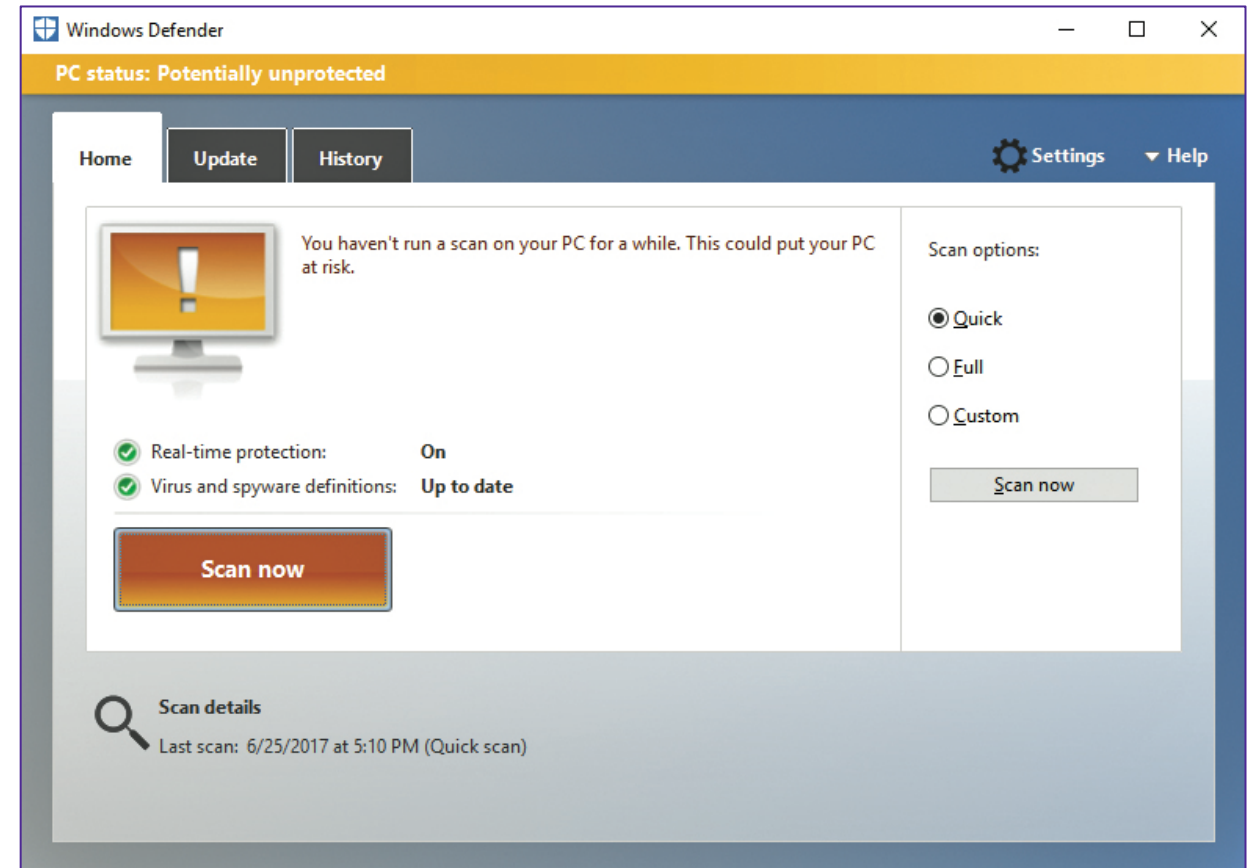 Windows Defender
PC status: Potentially unprotected
Home
Update
History
Settings
Help
You haven't run a scan on your PC for a while. This could put your PC
at risk.
Scan options:
Quick
Full
Custom
Scan now
Real-time protection: On
Virus and spyware definitions: Up to date
Scan now
Scan details
Last scan: 6/25/2017 at 5:10 PM (Quick scan)